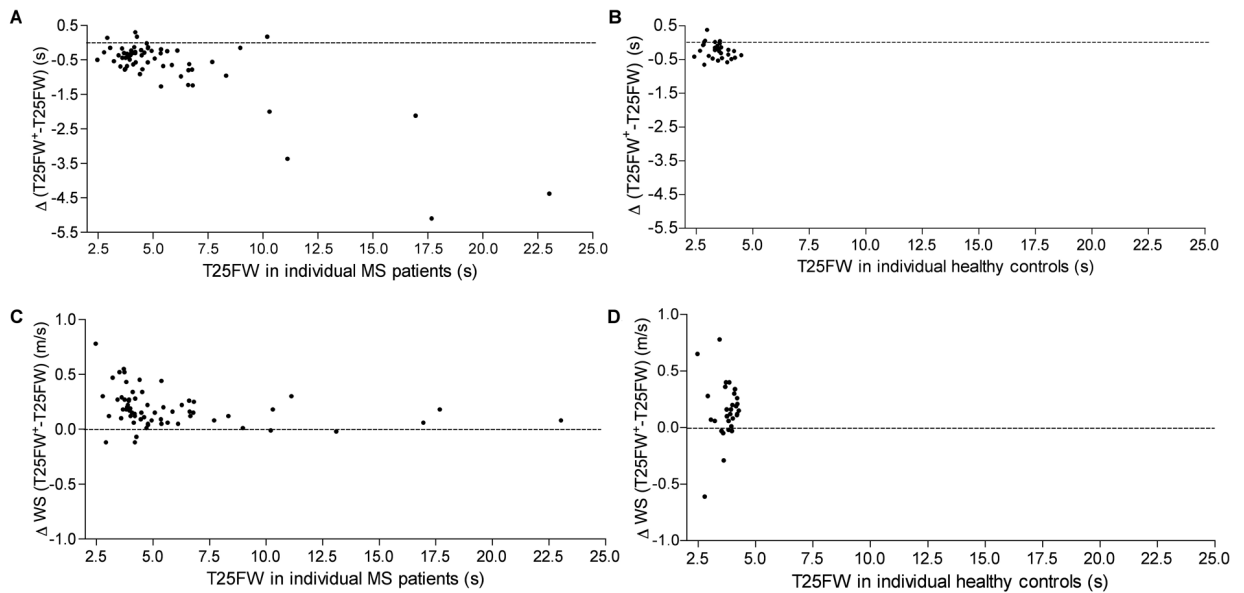 A
0.5
-0.5
-1.5
-2.5
-3.5
-4.5
-5.5
Δ (T25FW⁺-T25FW) (s)
2.5 5.0 7.5 10.0 12.5 15.0 17.5 20.0 22.5 25.0
T25FW in individual MS patients (s)
B
0.5
-0.5
-1.5
-2.5
-3.5
-4.5
-5.5
Δ (T25FW⁺-T25FW) (s)
2.5 5.0 7.5 10.0 12.5 15.0 17.5 20.0 22.5 25.0
T25FW in individual healthy controls (s)
C
1.0
0.5
0.0
-0.5
-1.0
Δ WS (T25FW⁺-T25FW) (m/s)
2.5 5.0 7.5 10.0 12.5 15.0 17.5 20.0 22.5 25.0
T25FW in individual MS patients (s)
D
1.0
0.5
0.0
-0.5
-1.0
Δ WS (T25FW⁺-T25FW) (m/s)
2.5 5.0 7.5 10.0 12.5 15.0 17.5 20.0 22.5 25.0
T25FW in individual healthy controls (s)